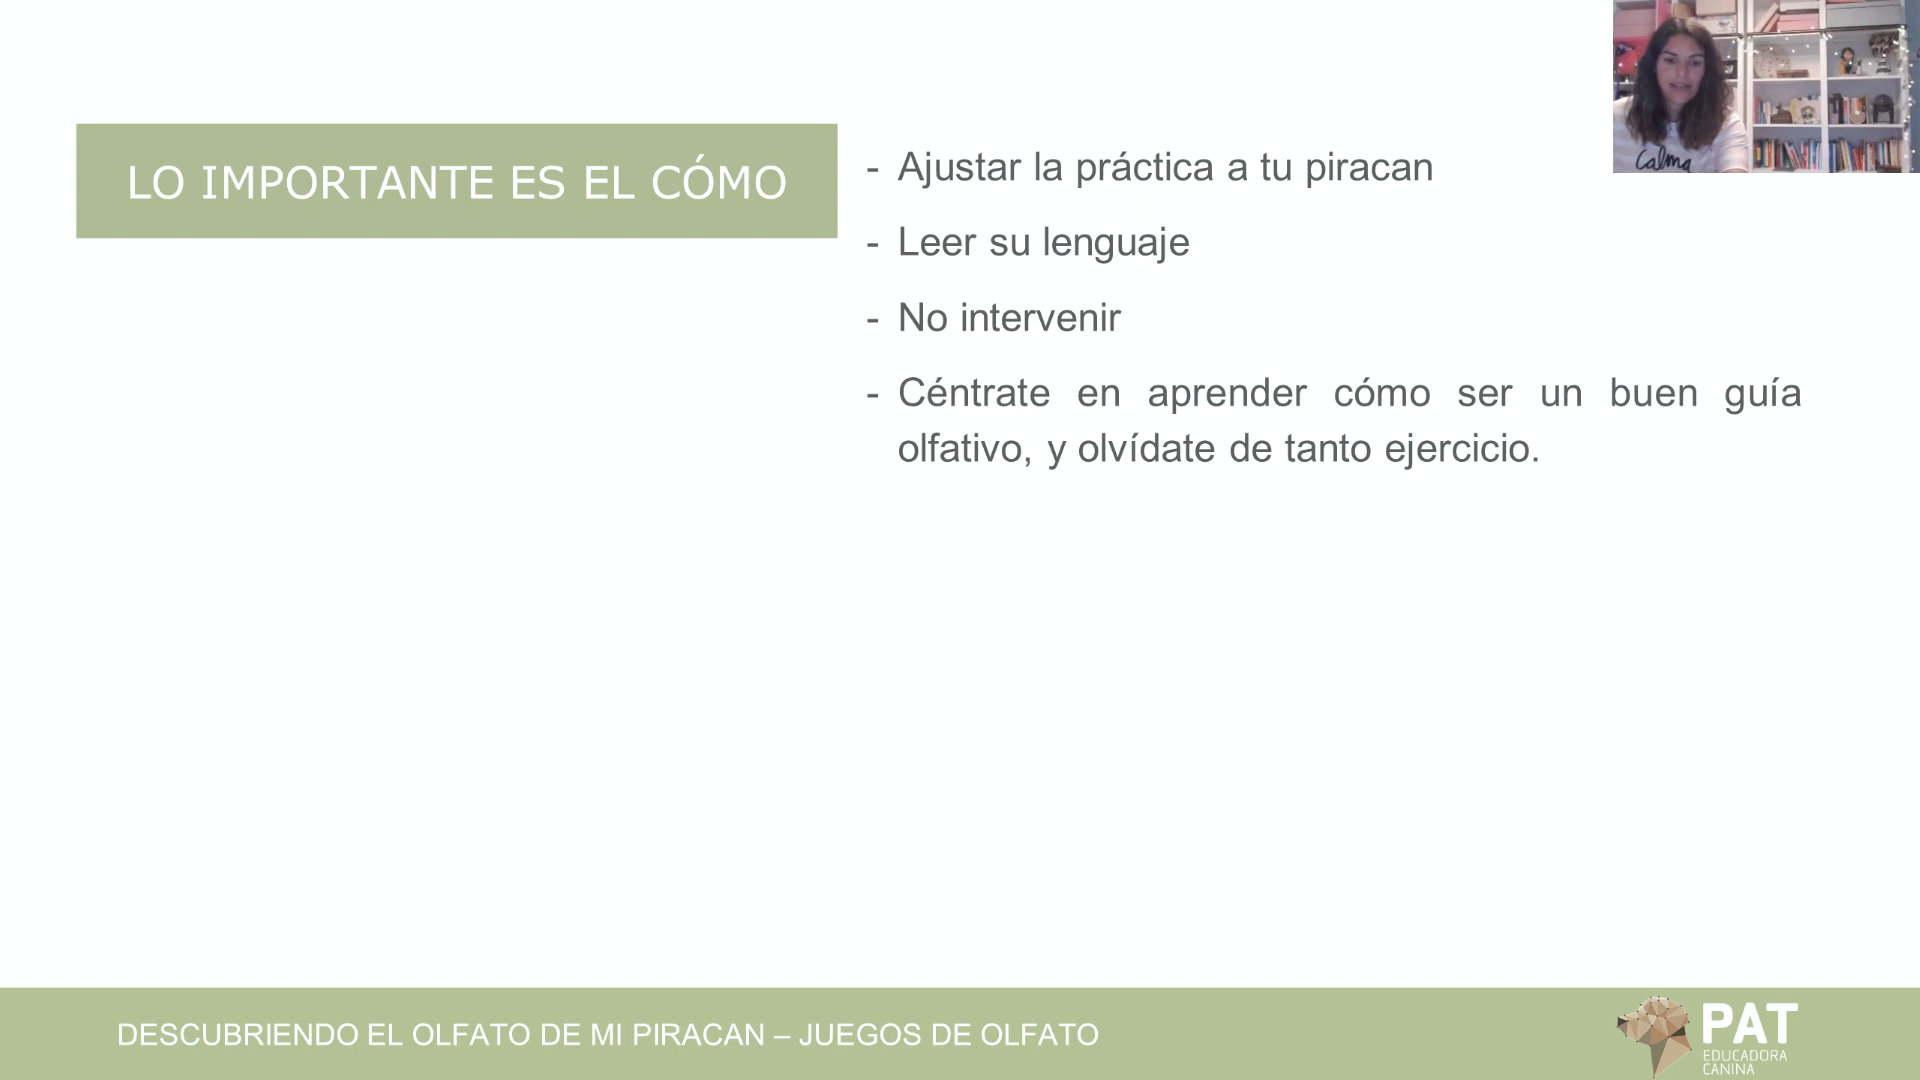 LO IMPORTANTE ES EL CÓMO
- Ajustar la práctica a tu piracan
- Leer su lenguaje
- No intervenir
- Céntrate en aprender cómo ser un buen guía
olfativo, y olvídate de tanto ejercicio.
Calma
DESCUBRIENDO EL OLFATO DE MI PIRACAN – JUEGOS DE OLFATO
PAT
EDUCADORA
CANINA